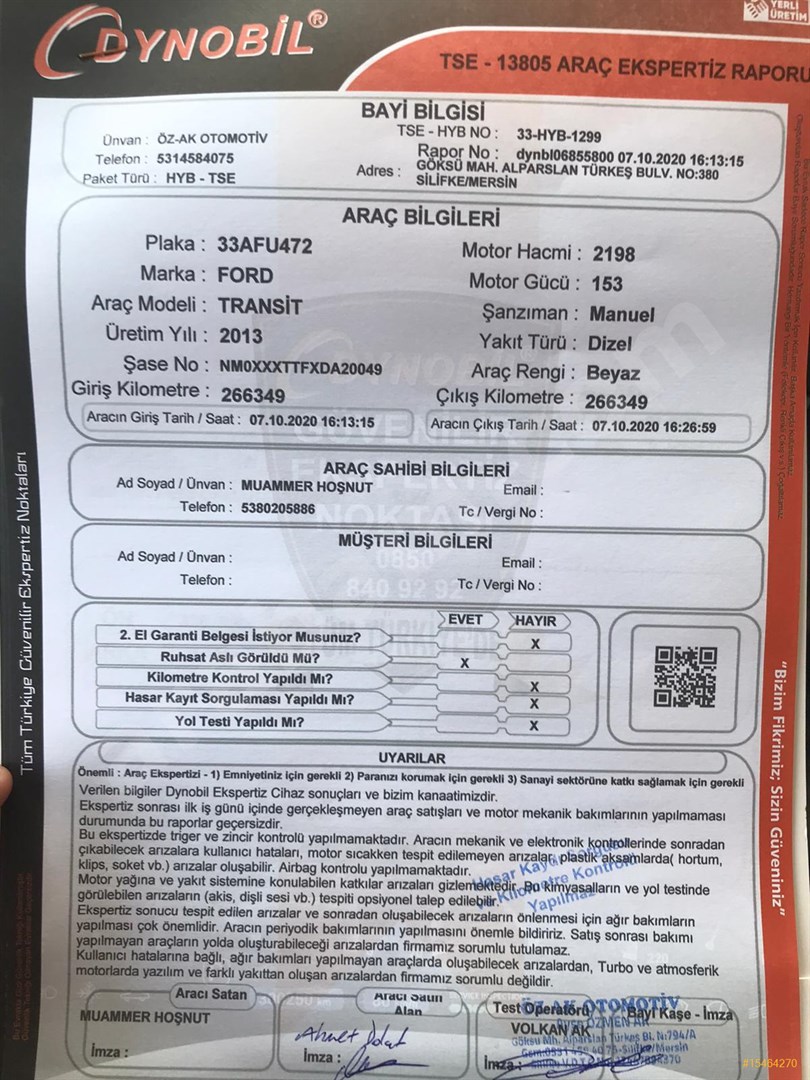 DYNOBİL®
YERLİ
ÜRETİM
TSE - 13805 ARAÇ EKSPERTİZ RAPORU
BAYİ BİLGİSİ
Ünvan : ÖZ-AK OTOMOTİV
TSE - HYB NO : 33-HYB-1299
Telefon : 5314584075
Rapor No : dynbl06855800 07.10.2020 16:13:15
Paket Türü : HYB - TSE
Adres : GÖKSÜ MAH. ALPARSLAN TÜRKEŞ BULV. NO:380
SİLİFKE/MERSİN
ARAÇ BİLGİLERİ
Plaka : 33AFU472
Motor Hacmi : 2198
Marka : FORD
Motor Gücü : 153
Araç Modeli : TRANSİT
Şanzıman : Manuel
Üretim Yılı : 2013
Yakıt Türü : Dizel
Şase No : NM0XXXTTFXDA20049
Araç Rengi : Beyaz
Giriş Kilometre : 266349
Çıkış Kilometre : 266349
Aracın Giriş Tarih / Saat : 07.10.2020 16:13:15
Aracın Çıkış Tarih / Saat : 07.10.2020 16:26:59
ARAÇ SAHİBİ BİLGİLERİ
Ad Soyad / Ünvan : MUAMMER HOŞNUT
Email :
Telefon : 5380205886
Tc / Vergi No :
MÜŞTERİ BİLGİLERİ
Ad Soyad / Ünvan :
Email :
Telefon :
Tc / Vergi No :
0850
840 92 92
EVET HAYIR
2. El Garanti Belgesi İstiyor Musunuz? X
Ruhsat Aslı Görüldü Mü? X
Kilometre Kontrol Yapıldı Mı? X
Hasar Kayıt Sorgulaması Yapıldı Mı? X
Yol Testi Yapıldı Mı? X
UYARILAR
Önemli : Araç Ekspertizi - 1) Emniyetiniz için gerekli 2) Paranızı korumak için gerekli 3) Sanayi sektörüne katkı sağlamak için gerekli
Verilen bilgiler Dynobil Ekspertiz Cihaz sonuçları ve bizim kanaatimizdir.
Ekspertiz sonrası ilk iş günü içinde gerçekleşmeyen araç satışları ve motor mekanik bakımlarının yapılmaması
durumunda bu raporlar geçersizdir.
Bu ekspertizde triger ve zincir kontrolü yapılmamaktadır. Aracın mekanik ve elektronik kontrollerinde sonradan
çıkabilecek arızalara kullanıcı hataları, motor sıcakken tespit edilemeyen arızalar, plastik aksamlarda( hortum,
klips, soket vb.) arızalar oluşabilir. Airbag kontrolu yapılmamaktadır.
Motor yağına ve yakıt sistemine konulabilen katkılar arızaları gizlemektedir. Bu kimyasalların ve yol testinde
görülebilen arızaların (akis, dişli sesi vb.) tespiti opsiyonel talep edilebilir.
Ekspertiz sonucu tespit edilen arızalar ve sonradan oluşabilecek arızaların önlenmesi için ağır bakımların
yapılması çok önemlidir. Aracın periyodik bakımlarının yapılmasını önemle bildiririz. Satış sonrası bakımı
yapılmayan araçların yolda oluşturabileceği arızalardan firmamız sorumlu tutulamaz.
Kullanıcı hatalarına bağlı, ağır bakımları yapılmayan araçlarda oluşabilecek arızalardan, Turbo ve atmosferik
motorlarda yazılım ve farklı yakıttan oluşan arızalardan firmamız sorumlu değildir.
Hasar Kayıt
Kilometre Kontrol
Yapılmaz
Aracı Satan
MUAMMER HOŞNUT
İmza :
Aracı Satın
Alan
İmza :
Test Operatörü
VOLKAN AK
İmza:
Bayi Kaşe - İmza
ÖZ-AK OTOMOTİV
Tüm Türkiye Güvenilir Ekspertiz Noktaları
"Bizim Fikrimiz; Sizin Güveniniz"
#15464270